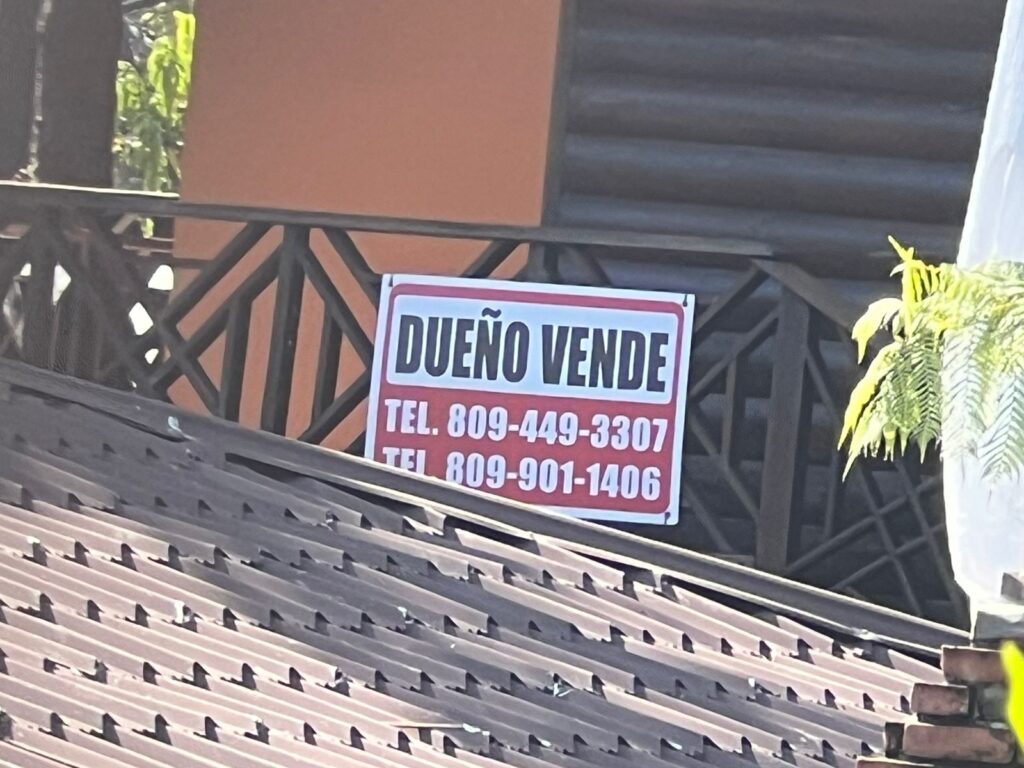 DUEÑO VENDE
TEL. 809-449-3307
TEL. 809-901-1406